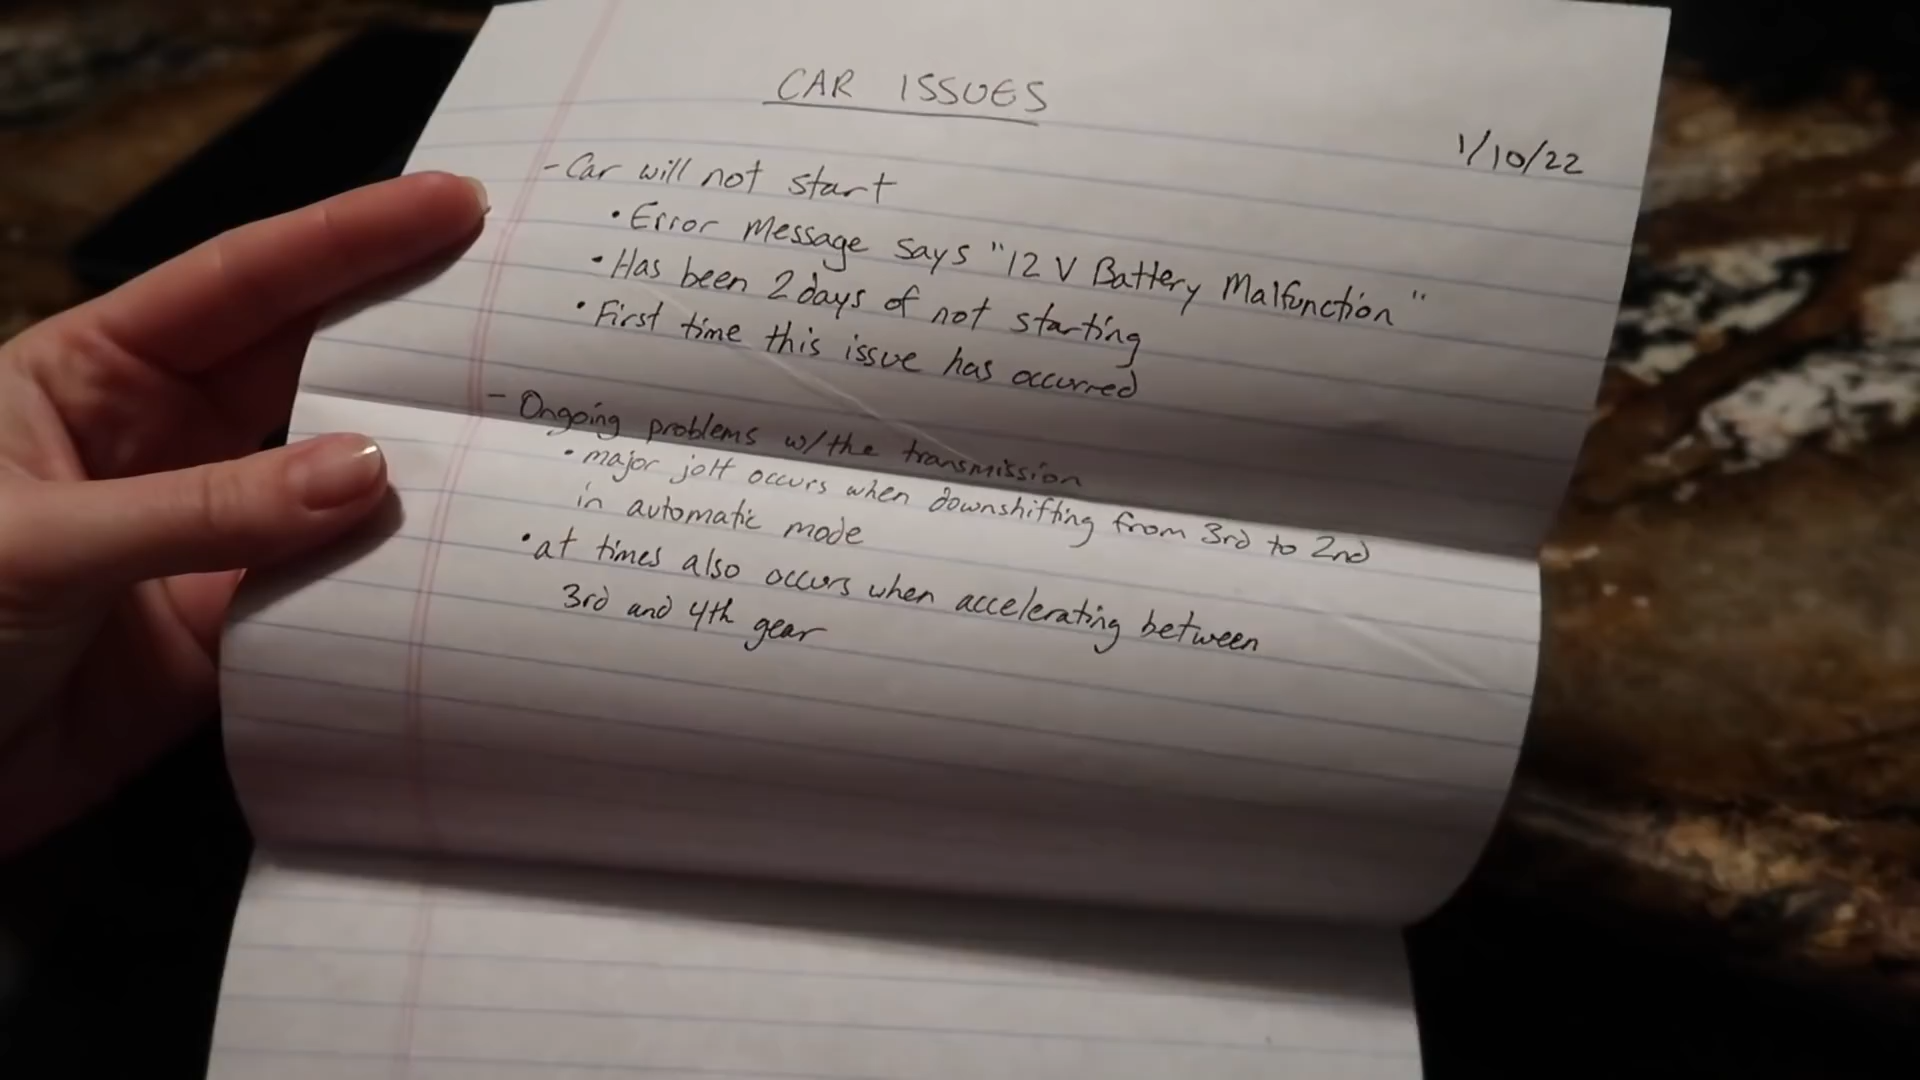 CAR ISSUES
1/10/22
- Car will not start
• Error Message says "12 V Battery Malfunction"
• Has been 2 days of not starting
• First time this issue has occurred
- Ongoing problems w/the transmission
• major jolt occurs when downshifting from 3rd to 2nd
in automatic mode
• at times also occurs when accelerating between
3rd and 4th gear